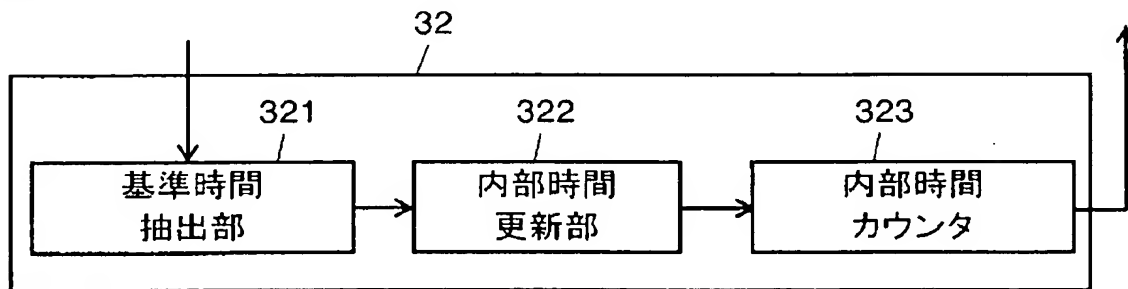 32
321
322
323
基準時間
抽出部
内部時間
更新部
内部時間
カウンタ